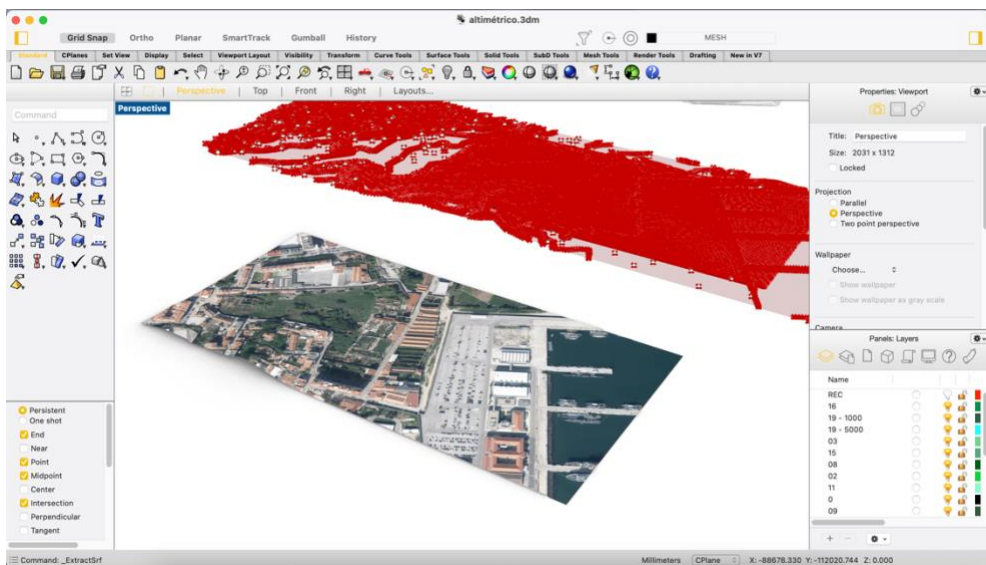 altimétrico.3dm
Grid Snap Ortho Planar SmartTrack Gumball History MESH
Standard CPlanes Set View Display Select Viewport Layout Visibility Transform Curve Tools Surface Tools Solid Tools SubD Tools Mesh Tools Render Tools Drafting New in V7
Perspective Top Front Right Layouts...
Properties: Viewport
Command
Perspective
Title: Perspective
Size: 2031 x 1312
Locked
Projection
Parallel
Perspective
Two point perspective
Wallpaper
Choose...
Show wallpaper
Show wallpaper as gray scale
Camera
Panels: Layers
Name
REC
16
19 - 1000
19 - 5000
03
15
08
02
11
0
09
Persistent
One shot
End
Near
Point
Midpoint
Center
Intersection
Perpendicular
Tangent
Command: _ExtractSrf
Millimeters CPlane X: -88678.330 Y: -112020.744 Z: 0.000